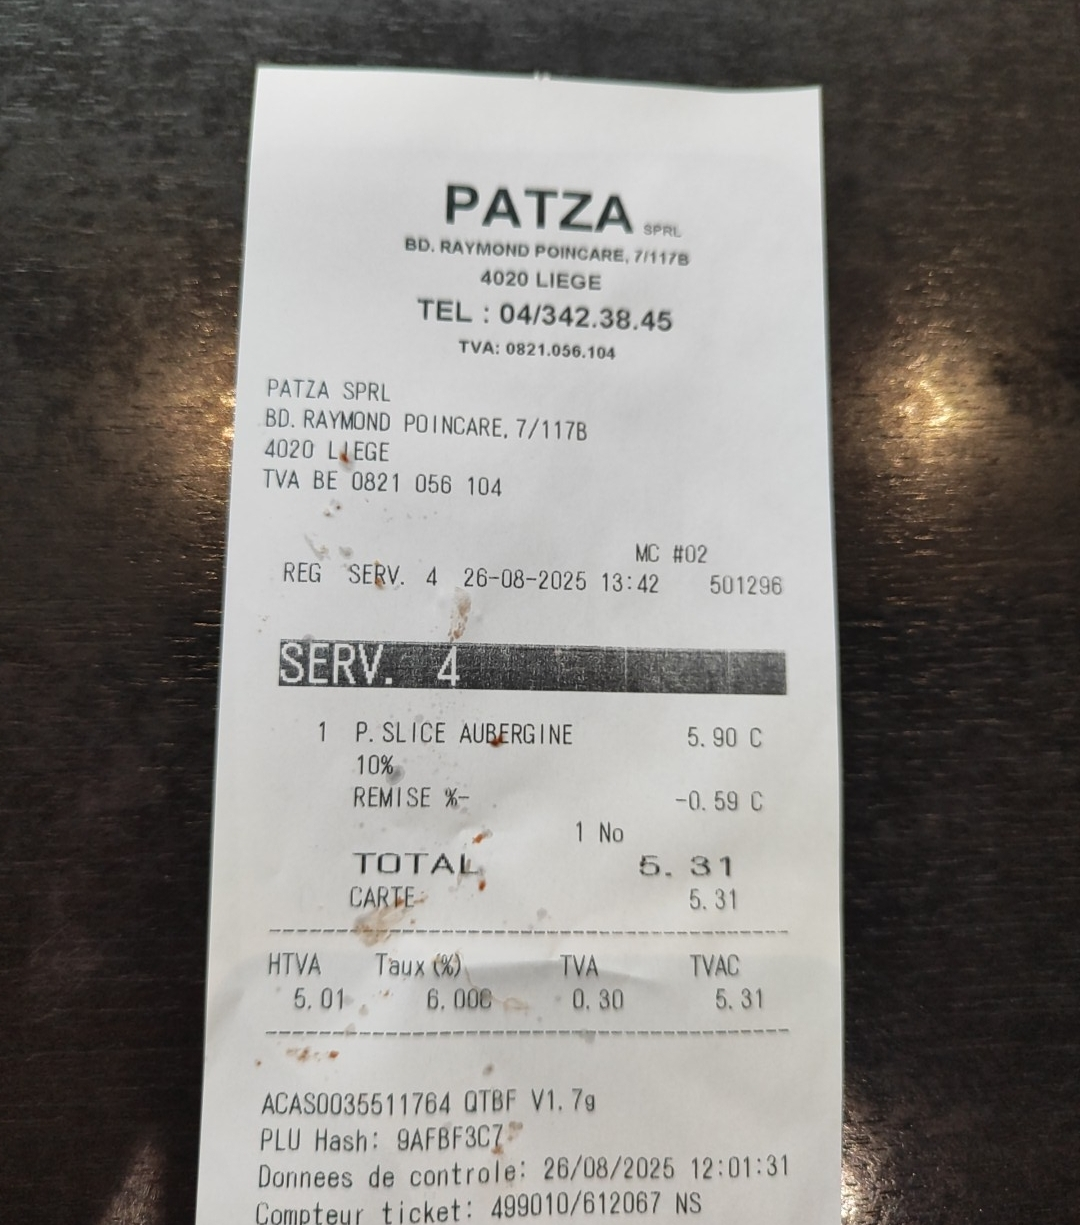 PATZA SPRL
BD. RAYMOND POINCARE, 7/117B
4020 LIEGE
TEL : 04/342.38.45
TVA: 0821.056.104
PATZA SPRL
BD. RAYMOND POINCARE, 7/117B
4020 LIEGE
TVA BE 0821 056 104
MC #02
REG SERV. 4 26-08-2025 13:42 501296
SERV. 4
1 P. SLICE AUBERGINE 5.90 C
10%
REMISE %- -0.59 C
1 No
TOTAL 5.31
CARTE 5.31
HTVA Taux (%) TVA TVAC
5.01 6.00C 0.30 5.31
ACAS0035511764 QTBF V1.7g
PLU Hash: 9AFBF3C7
Donnees de controle: 26/08/2025 12:01:31
Compteur ticket: 499010/612067 NS